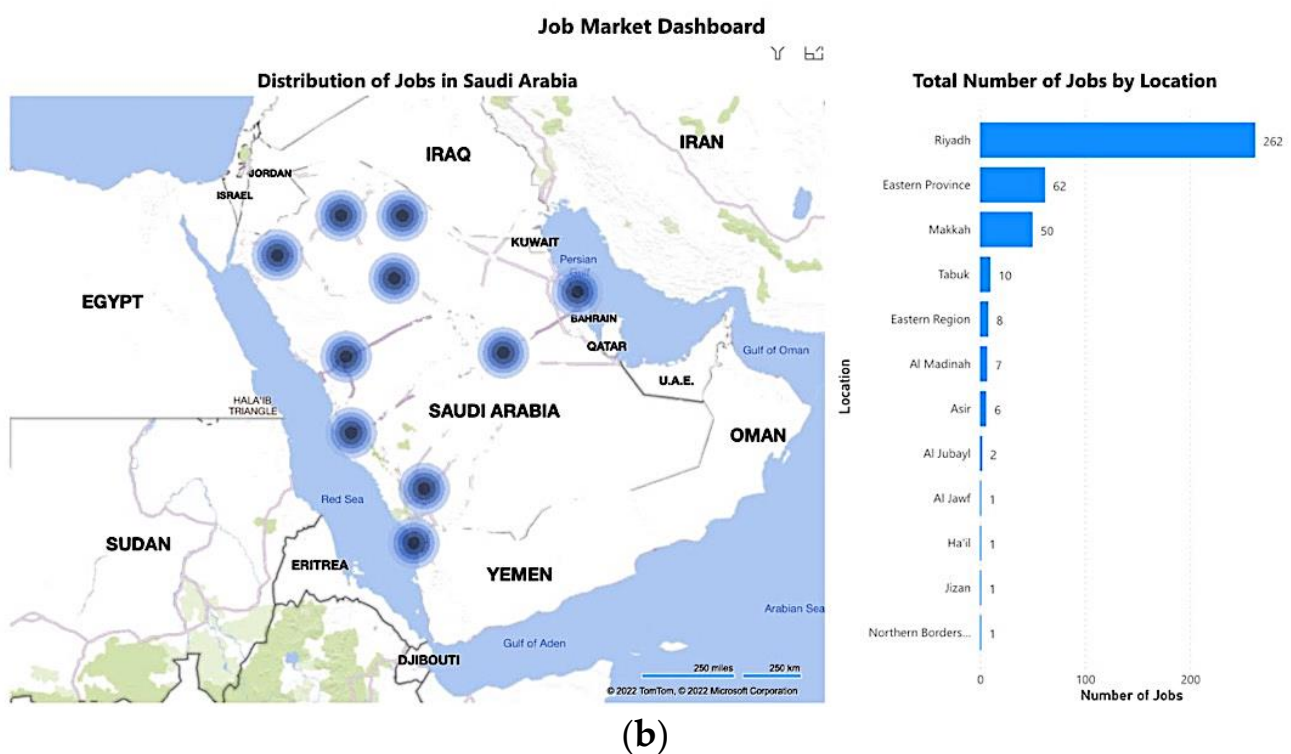 Job Market Dashboard
Distribution of Jobs in Saudi Arabia
IRAQ
IRAN
JORDAN
ISRAEL
KUWAIT
Persian
Gulf
EGYPT
BAHRAIN
QATAR
Gulf of Oman
U.A.E.
HALA'IB
TRIANGLE
SAUDI ARABIA
OMAN
Red Sea
SUDAN
ERITREA
YEMEN
Arabian Sea
Gulf of Aden
DJIBOUTI
250 miles 250 km
© 2022 TomTom, © 2022 Microsoft Corporation
Total Number of Jobs by Location
Location
Riyadh 262
Eastern Province 62
Makkah 50
Tabuk 10
Eastern Region 8
Al Madinah 7
Asir 6
Al Jubayl 2
Al Jawf 1
Ha'il 1
Jizan 1
Northern Borders... 1
0 100 200
Number of Jobs
(b)